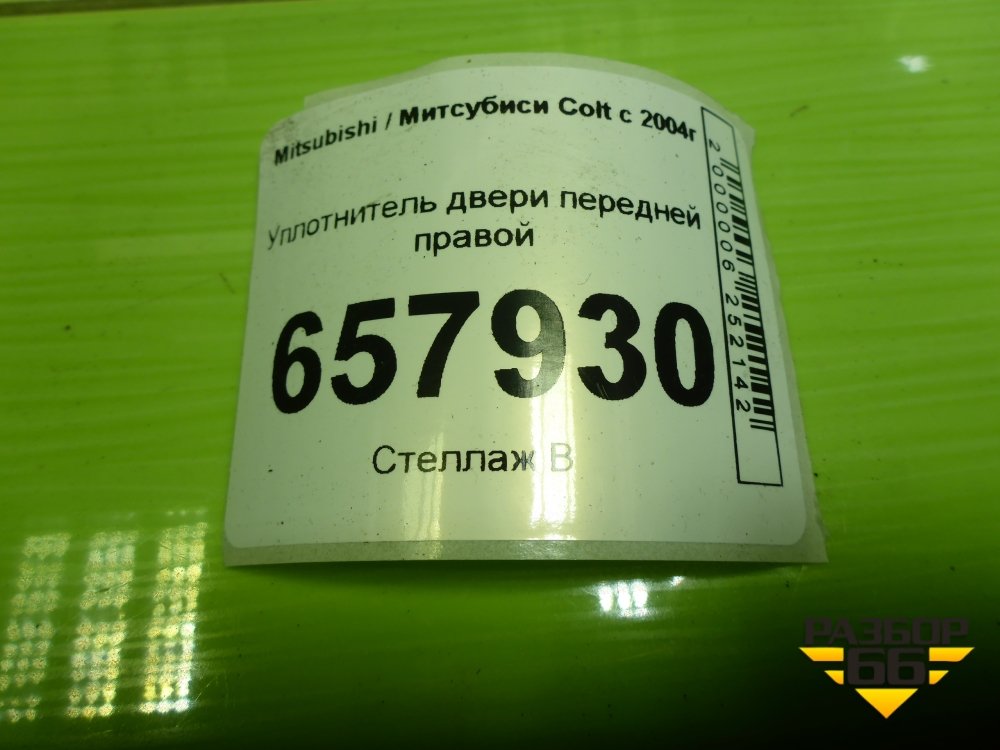 Mitsubishi / Митсубиси Colt с 2004г
Уплотнитель двери передней
правой
657930
Стеллаж В
2000006252142
РАЗБОР
66